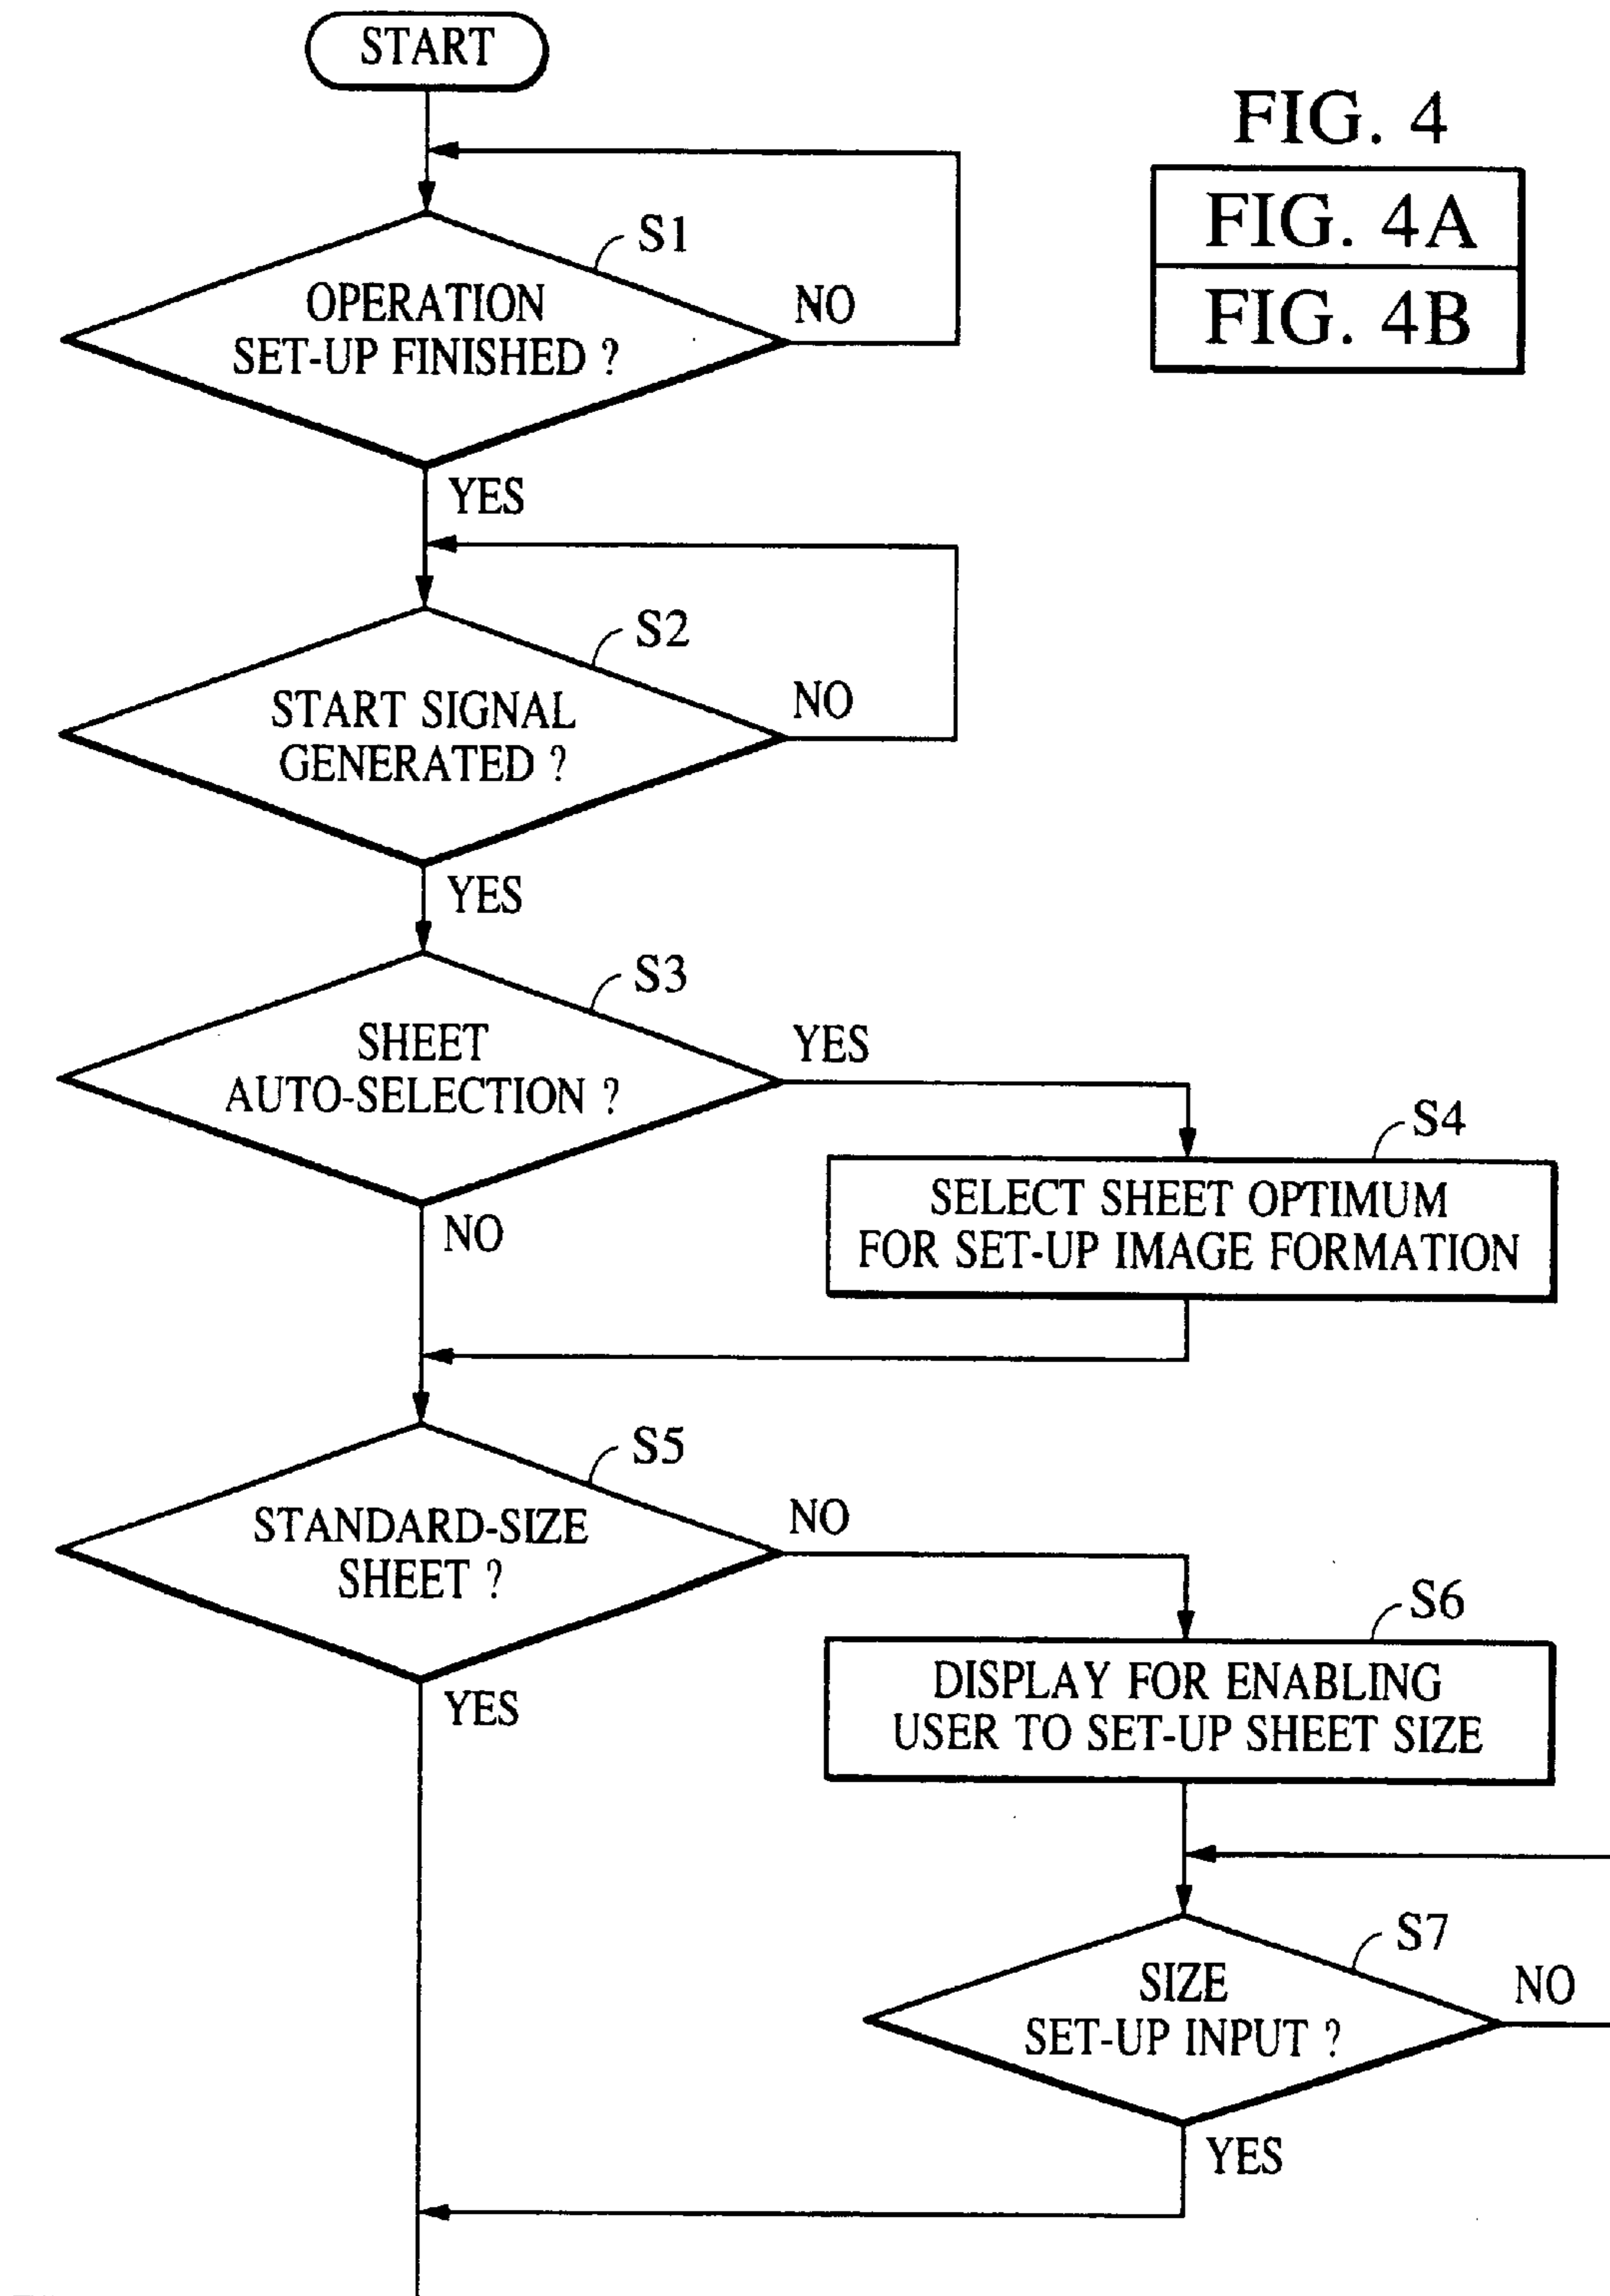 START
FIG. 4
FIG. 4A
FIG. 4B
S1
OPERATION
SET-UP FINISHED ?
NO
YES
S2
START SIGNAL
GENERATED ?
NO
YES
S3
SHEET
AUTO-SELECTION ?
YES
NO
S4
SELECT SHEET OPTIMUM
FOR SET-UP IMAGE FORMATION
S5
STANDARD-SIZE
SHEET ?
NO
YES
S6
DISPLAY FOR ENABLING
USER TO SET-UP SHEET SIZE
S7
SIZE
SET-UP INPUT ?
NO
YES